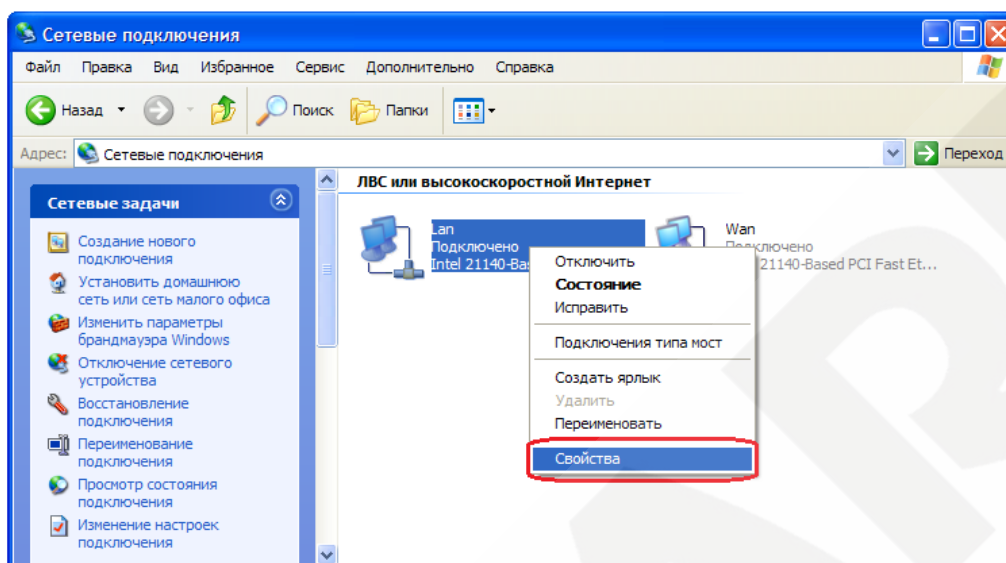 Сетевые подключения
Файл Правка Вид Избранное Сервис Дополнительно Справка
Назад Поиск Папки
Адрес: Сетевые подключения Переход
Сетевые задачи
Создание нового
подключения
Установить домашнюю
сеть или сеть малого офиса
Изменить параметры
брандмауэра Windows
Отключение сетевого
устройства
Восстановление
подключения
Переименование
подключения
Просмотр состояния
подключения
Изменение настроек
подключения
ЛВС или высокоскоростной Интернет
Lan
Подключено
Intel 21140-Bas
Wan
Подключено
21140-Based PCI Fast Et...
Отключить
Состояние
Исправить
Подключения типа мост
Создать ярлык
Удалить
Переименовать
Свойства